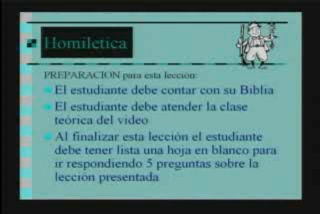 Homiletica
PREPARACION para esta lección:
El estudiante debe contar con su Biblia
El estudiante debe atender la clase
teórica del video
Al finalizar esta lección el estudiante
debe tener lista una hoja en blanco para
ir respondiendo 5 preguntas sobre la
lección presentada